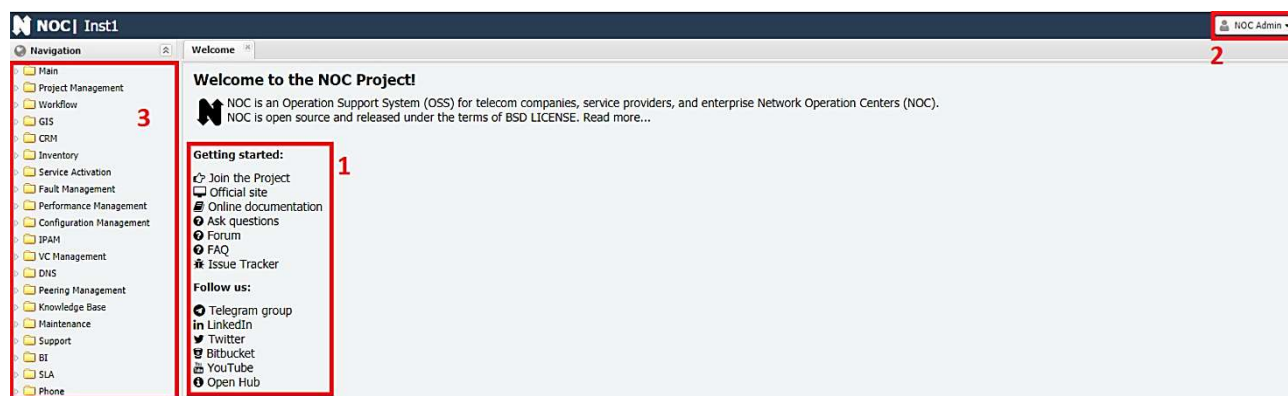 NOC| Inst1
NOC Admin
2
Navigation
Welcome
3
Main
Project Management
Workflow
GIS
CRM
Inventory
Service Activation
Fault Management
Performance Management
Configuration Management
IPAM
VC Management
DNS
Peering Management
Knowledge Base
Maintenance
Support
BI
SLA
Phone
Welcome to the NOC Project!
NOC is an Operation Support System (OSS) for telecom companies, service providers, and enterprise Network Operation Centers (NOC).
NOC is open source and released under the terms of BSD LICENSE. Read more...
1
Getting started:
Join the Project
Official site
Online documentation
Ask questions
Forum
FAQ
Issue Tracker
Follow us:
Telegram group
LinkedIn
Twitter
Bitbucket
YouTube
Open Hub